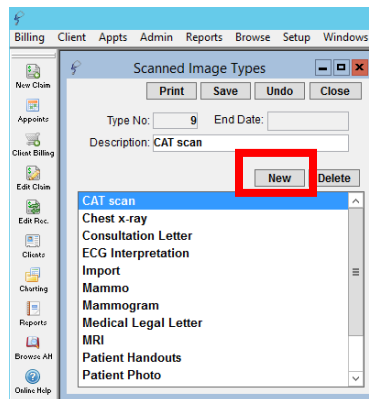 Billing Client Appts Admin Reports Browse Setup Windows
Scanned Image Types
Print Save Undo Close
Type No: 9 End Date:
Description: CAT scan
New Delete
CAT scan
Chest x-ray
Consultation Letter
ECG Interpretation
Import
Mammo
Mammogram
Medical Legal Letter
MRI
Patient Handouts
Patient Photo
New Claim
Appoints
Client Billing
Edit Claim
Edit Rec.
Clients
Charting
Reports
Browse AH
Online Help